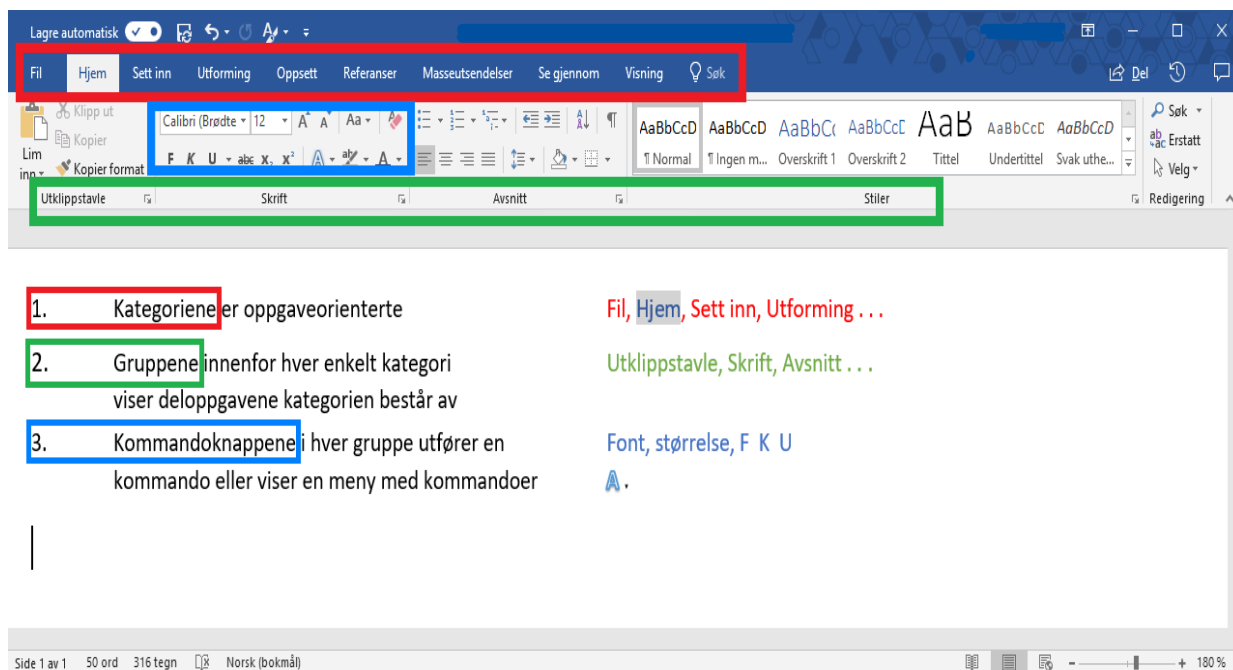 Lagre automatisk
Fil Hjem Sett inn Utforming Oppsett Referanser Masseutsendelser Se gjennom Visning Søk Del
Klipp ut
Kopier
Lim inn
Kopier format
Calibri (Brødte 12 A A Aa
F K U abc x, x² A ab A
AaBbCcD AaBbCcD AaBbCc AaBbCcE AaB AaBbCcD AaBbCcD
¶ Normal ¶ Ingen m... Overskrift 1 Overskrift 2 Tittel Undertittel Svak uthe...
Søk
Erstatt
Velg
Utklippstavle Skrift Avsnitt Stiler Redigering
1. Kategoriene er oppgaveorienterte Fil, Hjem, Sett inn, Utforming . . .
2. Gruppene innenfor hver enkelt kategori Utklippstavle, Skrift, Avsnitt . . .
viser deloppgavene kategorien består av
3. Kommandoknappene i hver gruppe utfører en Font, størrelse, F K U
kommando eller viser en meny med kommandoer A .
Side 1 av 1 50 ord 316 tegn Norsk (bokmål) 180 %